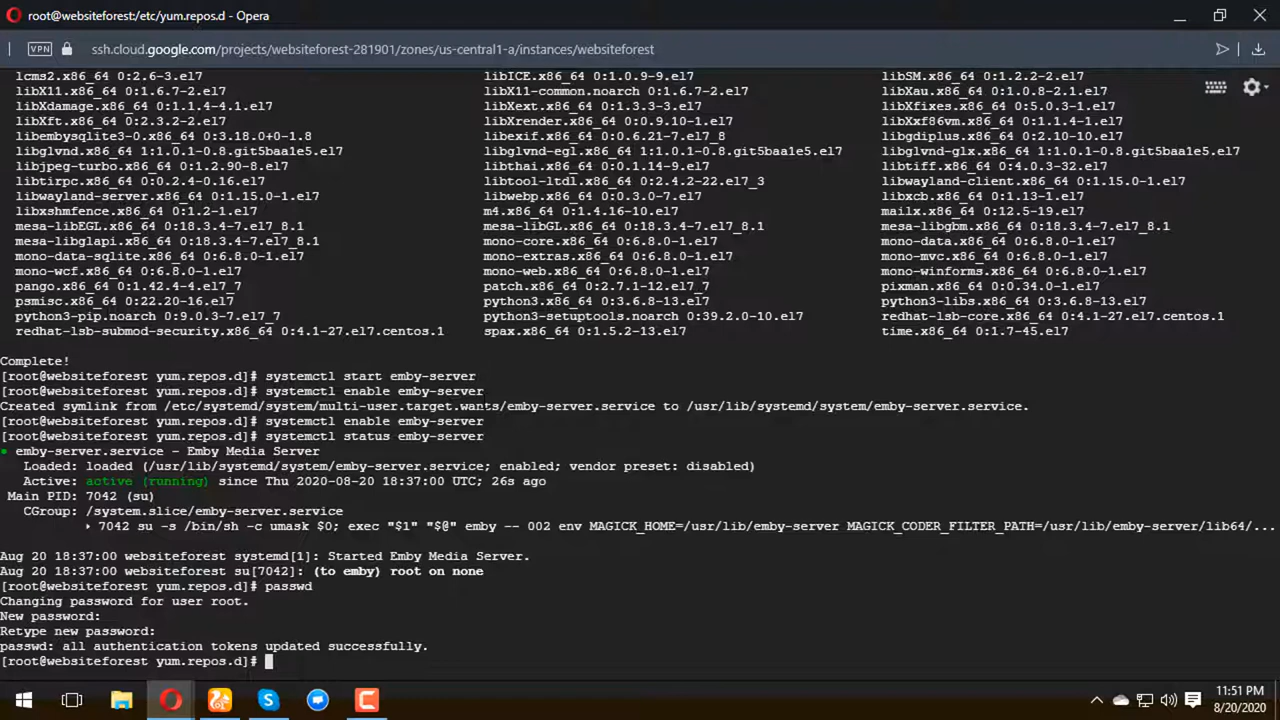 root@websiteforest:/etc/yum.repos.d - Opera
VPN ssh.cloud.google.com/projects/websiteforest-281901/zones/us-central1-a/instances/websiteforest
lcms2.x86_64 0:2.6-3.el7 libICE.x86_64 0:1.0.9-9.el7 libSM.x86_64 0:1.2.2-2.el7
libX11.x86_64 0:1.6.7-2.el7 libX11-common.noarch 0:1.6.7-2.el7 libXau.x86_64 0:1.0.8-2.1.el7
libXdamage.x86_64 0:1.1.4-4.1.el7 libXext.x86_64 0:1.3.3-3.el7 libXfixes.x86_64 0:5.0.3-1.el7
libXft.x86_64 0:2.3.2-2.el7 libXrender.x86_64 0:0.9.10-1.el7 libXxf86vm.x86_64 0:1.1.4-1.el7
libembysqlite3-0.x86_64 0:3.18.0+0-1.8 libexif.x86_64 0:0.6.21-7.el7_8 libgdiplus.x86_64 0:2.10-10.el7
libglvnd.x86_64 1:1.0.1-0.8.git5baa1e5.el7 libglvnd-egl.x86_64 1:1.0.1-0.8.git5baa1e5.el7 libglvnd-glx.x86_64 1:1.0.1-0.8.git5baa1e5.el7
libjpeg-turbo.x86_64 0:1.2.90-8.el7 libthai.x86_64 0:0.1.14-9.el7 libtiff.x86_64 0:4.0.3-32.el7
libtirpc.x86_64 0:0.2.4-0.16.el7 libtool-ltdl.x86_64 0:2.4.2-22.el7_3 libwayland-client.x86_64 0:1.15.0-1.el7
libwayland-server.x86_64 0:1.15.0-1.el7 libwebp.x86_64 0:0.3.0-7.el7 libxcb.x86_64 0:1.13-1.el7
libxshmfence.x86_64 0:1.2-1.el7 m4.x86_64 0:1.4.16-10.el7 mailx.x86_64 0:12.5-19.el7
mesa-libEGL.x86_64 0:18.3.4-7.el7_8.1 mesa-libGL.x86_64 0:18.3.4-7.el7_8.1 mesa-libgbm.x86_64 0:18.3.4-7.el7_8.1
mesa-libglapi.x86_64 0:18.3.4-7.el7_8.1 mono-core.x86_64 0:6.8.0-1.el7 mono-data.x86_64 0:6.8.0-1.el7
mono-data-sqlite.x86_64 0:6.8.0-1.el7 mono-extras.x86_64 0:6.8.0-1.el7 mono-mvc.x86_64 0:6.8.0-1.el7
mono-wcf.x86_64 0:6.8.0-1.el7 mono-web.x86_64 0:6.8.0-1.el7 mono-winforms.x86_64 0:6.8.0-1.el7
pango.x86_64 0:1.42.4-4.el7_7 patch.x86_64 0:2.7.1-12.el7_7 pixman.x86_64 0:0.34.0-1.el7
psmisc.x86_64 0:22.20-16.el7 python3.x86_64 0:3.6.8-13.el7 python3-libs.x86_64 0:3.6.8-13.el7
python3-pip.noarch 0:9.0.3-7.el7_7 python3-setuptools.noarch 0:39.2.0-10.el7 redhat-lsb-core.x86_64 0:4.1-27.el7.centos.1
redhat-lsb-submod-security.x86_64 0:4.1-27.el7.centos.1 spax.x86_64 0:1.5.2-13.el7 time.x86_64 0:1.7-45.el7
Complete!
[root@websiteforest yum.repos.d]# systemctl start emby-server
[root@websiteforest yum.repos.d]# systemctl enable emby-server
Created symlink from /etc/systemd/system/multi-user.target.wants/emby-server.service to /usr/lib/systemd/system/emby-server.service.
[root@websiteforest yum.repos.d]# systemctl enable emby-server
[root@websiteforest yum.repos.d]# systemctl status emby-server
● emby-server.service - Emby Media Server
Loaded: loaded (/usr/lib/systemd/system/emby-server.service; enabled; vendor preset: disabled)
Active: active (running) since Thu 2020-08-20 18:37:00 UTC; 26s ago
Main PID: 7042 (su)
CGroup: /system.slice/emby-server.service
‣ 7042 su -s /bin/sh -c umask $0; exec "$1" "$@" emby -- 002 env MAGICK_HOME=/usr/lib/emby-server MAGICK_CODER_FILTER_PATH=/usr/lib/emby-server/lib64/...
Aug 20 18:37:00 websiteforest systemd[1]: Started Emby Media Server.
Aug 20 18:37:00 websiteforest su[7042]: (to emby) root on none
[root@websiteforest yum.repos.d]# passwd
Changing password for user root.
New password:
Retype new password:
passwd: all authentication tokens updated successfully.
[root@websiteforest yum.repos.d]#
11:51 PM
8/20/2020